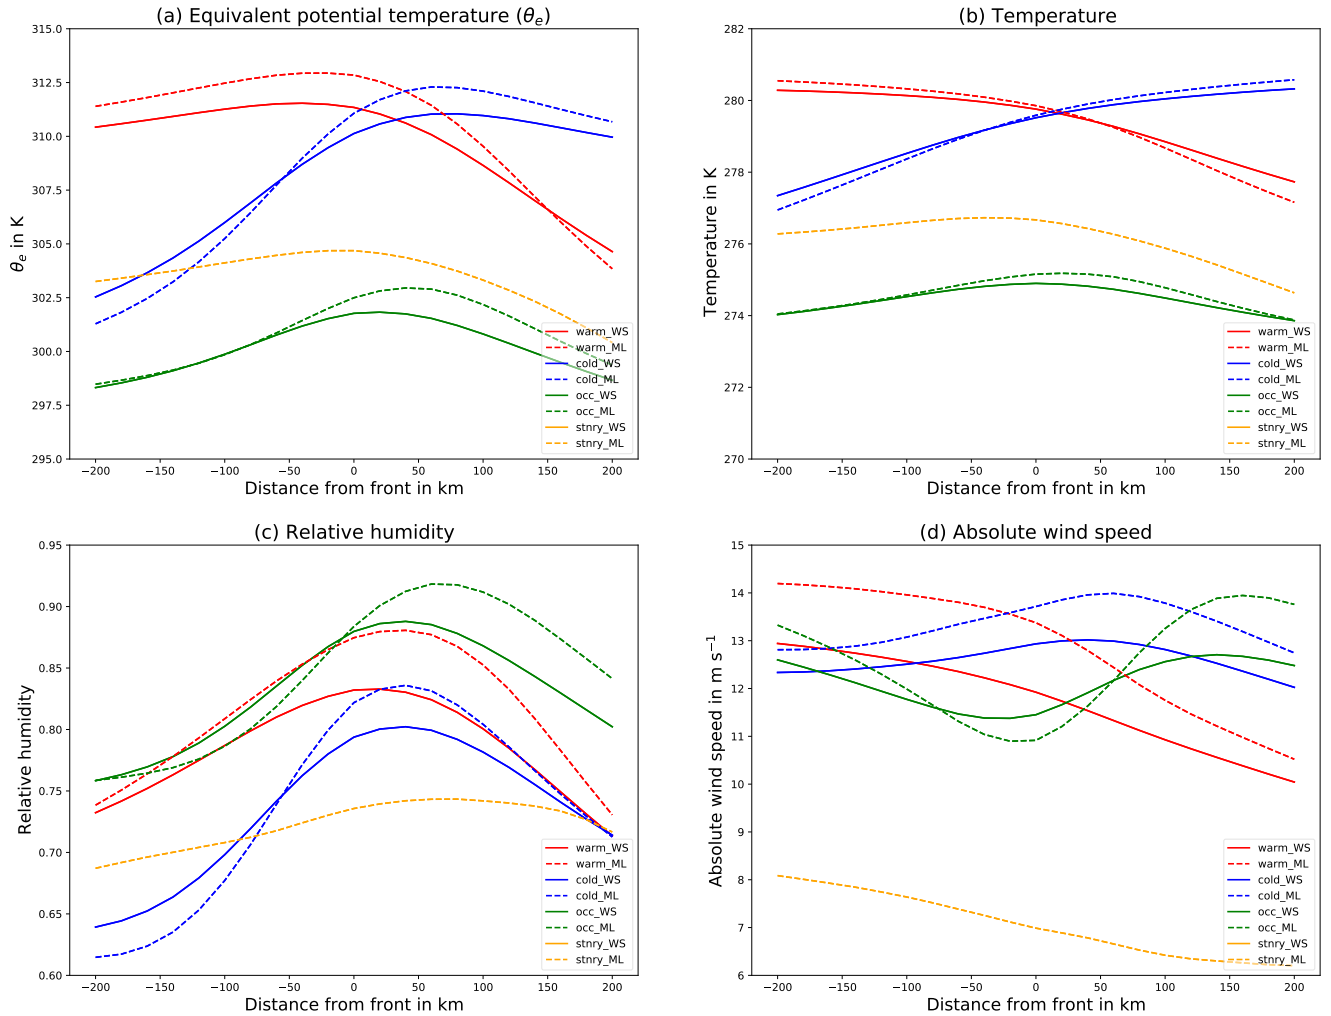 (a) Equivalent potential temperature (θe)
315.0
312.5
310.0
307.5
305.0
302.5
300.0
297.5
295.0
θe in K
−200 −150 −100 −50 0 50 100 150 200
Distance from front in km
warm_WS
warm_ML
cold_WS
cold_ML
occ_WS
occ_ML
stnry_WS
stnry_ML
(b) Temperature
282
280
278
276
274
272
270
Temperature in K
−200 −150 −100 −50 0 50 100 150 200
Distance from front in km
warm_WS
warm_ML
cold_WS
cold_ML
occ_WS
occ_ML
stnry_WS
stnry_ML
(c) Relative humidity
0.95
0.90
0.85
0.80
0.75
0.70
0.65
0.60
Relative humidity
−200 −150 −100 −50 0 50 100 150 200
Distance from front in km
warm_WS
warm_ML
cold_WS
cold_ML
occ_WS
occ_ML
stnry_WS
stnry_ML
(d) Absolute wind speed
15
14
13
12
11
10
9
8
7
6
Absolute wind speed in m s⁻¹
−200 −150 −100 −50 0 50 100 150 200
Distance from front in km
warm_WS
warm_ML
cold_WS
cold_ML
occ_WS
occ_ML
stnry_WS
stnry_ML